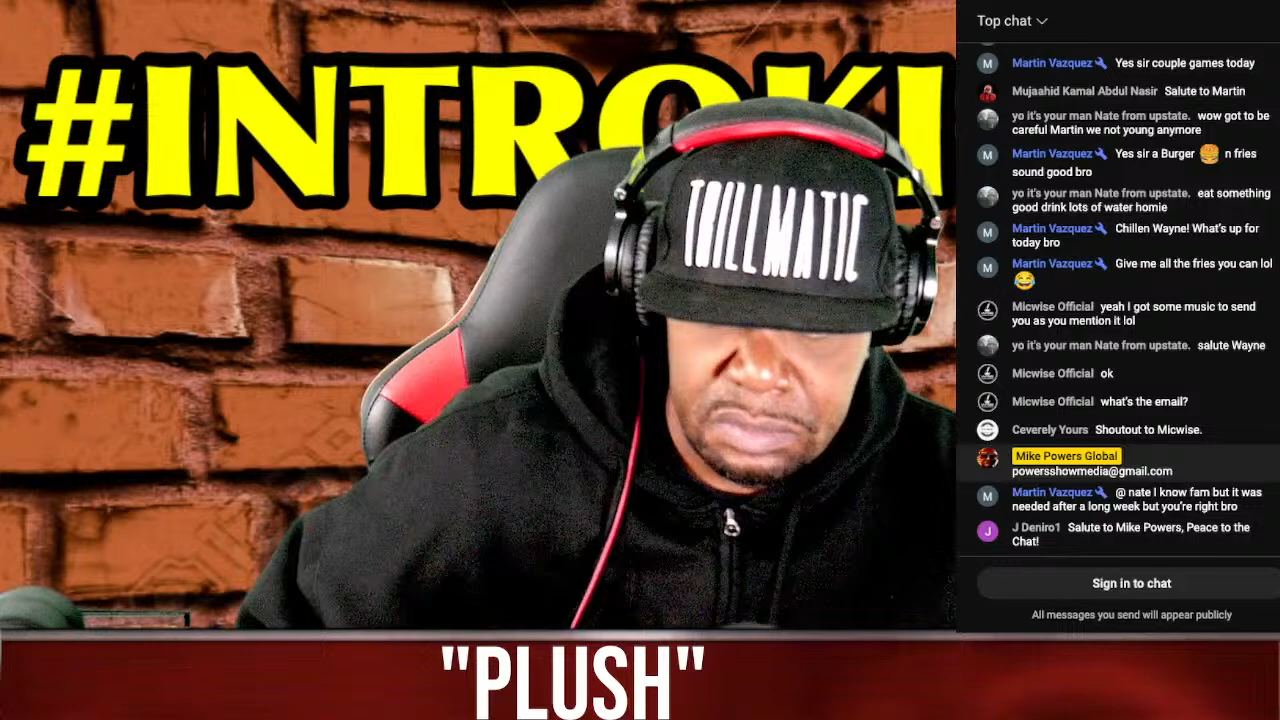 #INTROKI
TRILLMATIC
"PLUSH"
Top chat
M Martin Vazquez Yes sir couple games today
Mujaahid Kamal Abdul Nasir Salute to Martin
yo it's your man Nate from upstate. wow got to be
careful Martin we not young anymore
M Martin Vazquez Yes sir a Burger 🍔 n fries
sound good bro
yo it's your man Nate from upstate. eat something
good drink lots of water homie
M Martin Vazquez Chillen Wayne! What's up for
today bro
M Martin Vazquez Give me all the fries you can lol
😂
Micwise Official yeah I got some music to send
you as you mention it lol
yo it's your man Nate from upstate. salute Wayne
Micwise Official ok
Micwise Official what's the email?
Ceverely Yours Shoutout to Micwise.
Mike Powers Global
powersshowmedia@gmail.com
M Martin Vazquez @ nate I know fam but it was
needed after a long week but you're right bro
J J Deniro1 Salute to Mike Powers, Peace to the
Chat!
Sign in to chat
All messages you send will appear publicly